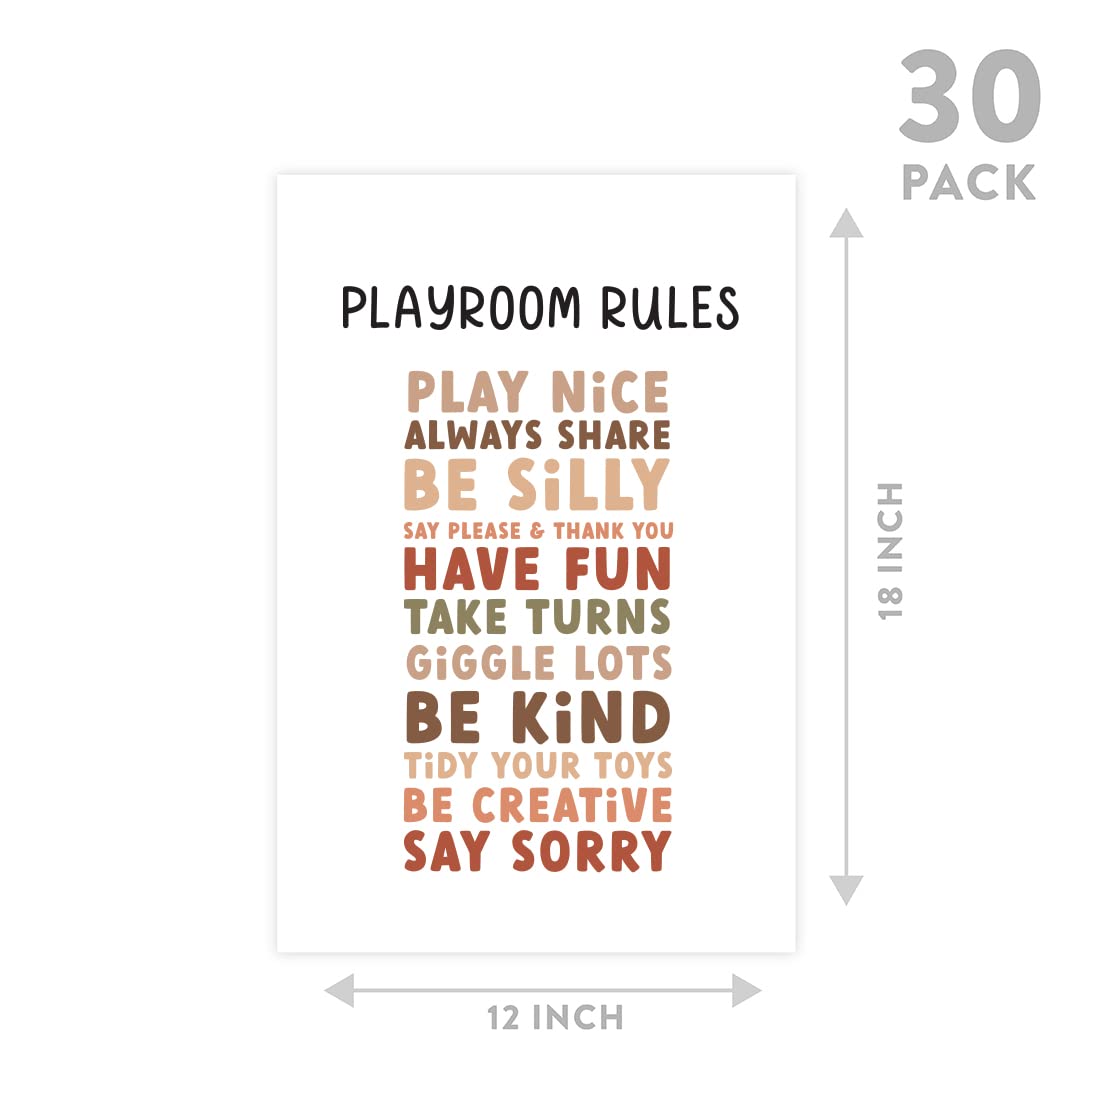 30
PACK
PLAYROOM RULES
PLAY NiCE
ALWAYS SHARE
BE SiLLY
SAY PLEASE & THANK YOU
HAVE FUN
TAKE TURNS
GiGGLE LOTS
BE KiND
TiDY YOUR TOYS
BE CREATiVE
SAY SORRY
18 INCH
12 INCH